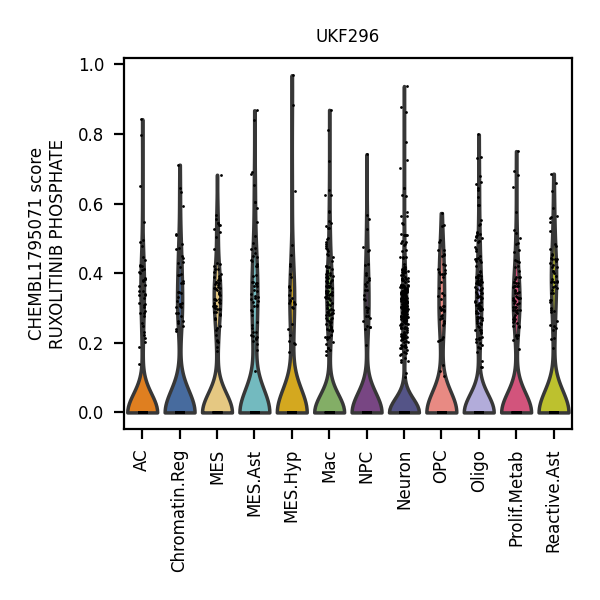 UKF296
CHEMBL1795071 score
RUXOLITINIB PHOSPHATE
1.0
0.8
0.6
0.4
0.2
0.0
AC
Chromatin.Reg
MES
MES.Ast
MES.Hyp
Mac
NPC
Neuron
OPC
Oligo
Prolif.Metab
Reactive.Ast